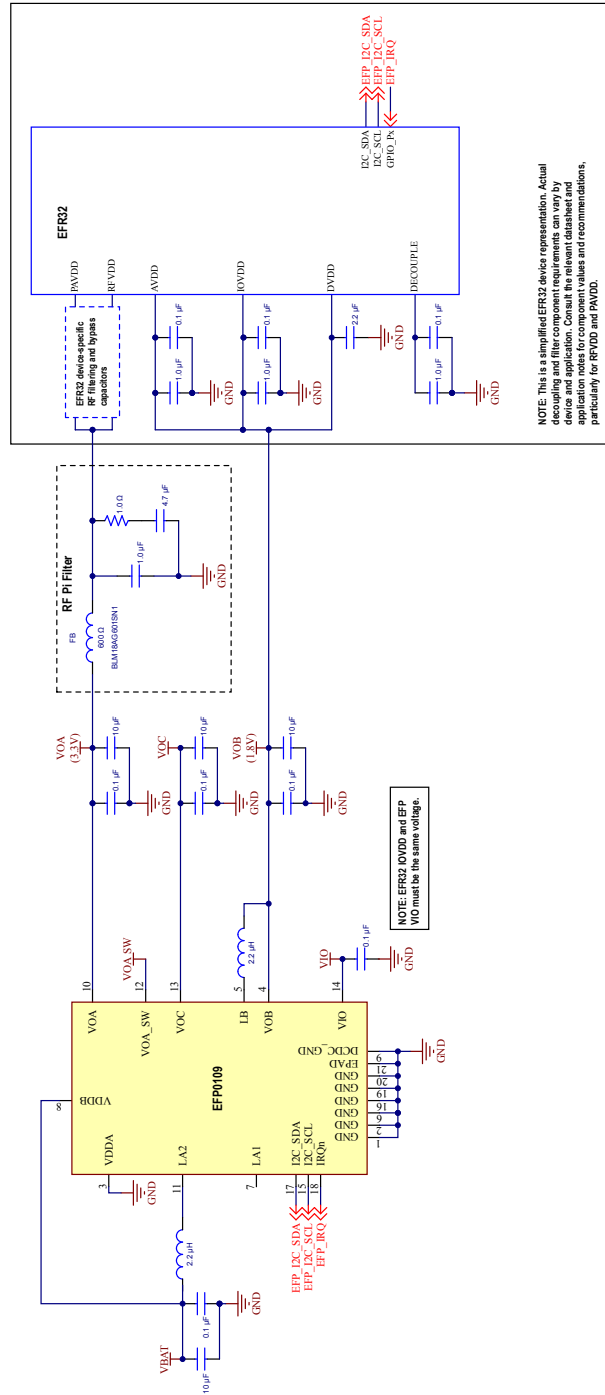 VBAT
10 µF
0.1 µF
GND
2.2 µH
3
VDDA
GND
11
LA2
7
LA1
8
VDDB
EFP0109
EFP_I2C_SDA
EFP_I2C_SCL
EFP_IRQ
17
15
18
I2C_SDA
I2C_SCL
IRQn
1
2
6
16
19
20
21
9
GND
GND
GND
GND
GND
GND
GND
EPAD
DCDC_GND
GND
VOA
10
VOA_SW
12
VOA_SW
VOC
13
LB
5
2.2 µH
VOB
4
VIO
14
VIO
0.1 µF
GND
NOTE: EFR32 IOVDD and EFP
VIO must be the same voltage.
VOA
(3.3V)
0.1 µF
10 µF
GND
VOC
0.1 µF
10 µF
GND
VOB
(1.8V)
0.1 µF
10 µF
GND
RF Pi Filter
FB
600 Ω
BLM18AG601SN1
1.0 µF
1.0 Ω
4.7 µF
GND
EFR32 device-specific
RF filtering and bypass
capacitors
EFR32
PAVDD
RFVDD
AVDD
1.0 µF
0.1 µF
GND
IOVDD
1.0 µF
0.1 µF
GND
DVDD
2.2 µF
GND
DECOUPLE
1.0 µF
0.1 µF
GND
I2C_SDA
I2C_SCL
GPIO_Px
EFP_I2C_SDA
EFP_I2C_SCL
EFP_IRQ
NOTE: This is a simplified EFR32 device representation. Actual
decoupling and filter component requirements can vary by
device and application. Consult the relevant datasheet and
application notes for component values and recommendations,
particularly for RFVDD and PAVDD.